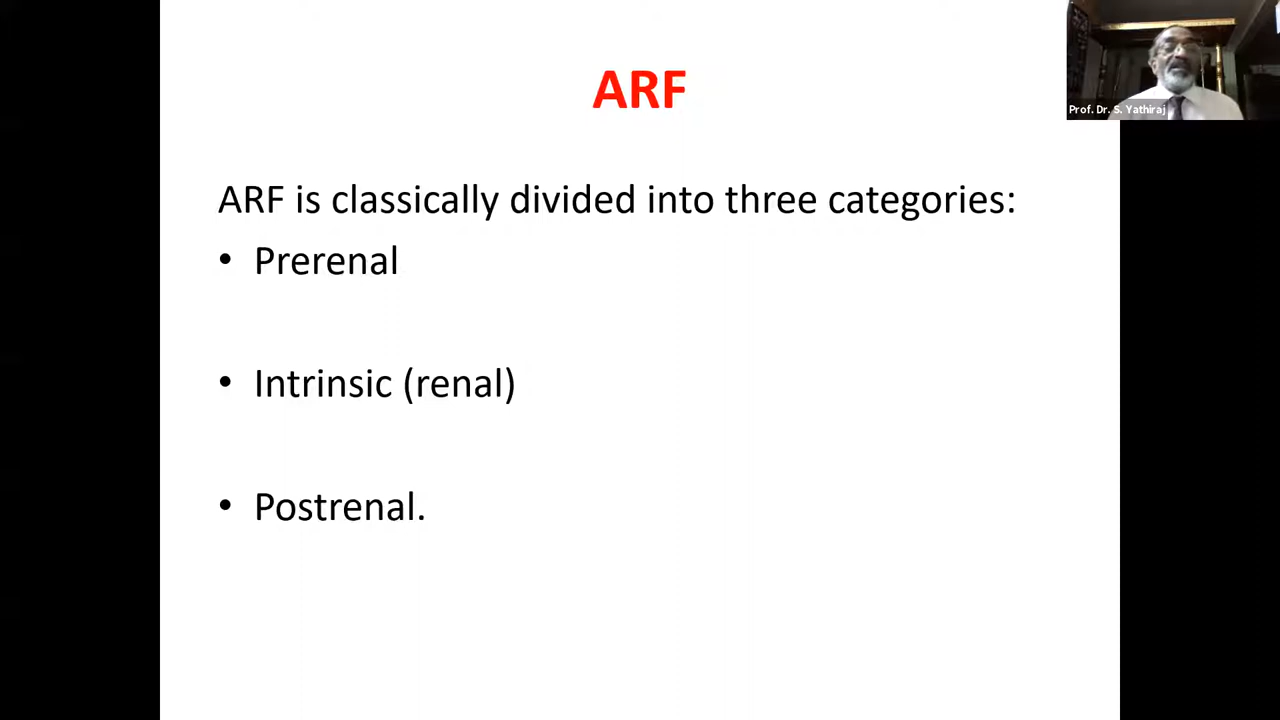 ARF
Prof. Dr. S. Yathiraj
ARF is classically divided into three categories:
• Prerenal
• Intrinsic (renal)
• Postrenal.